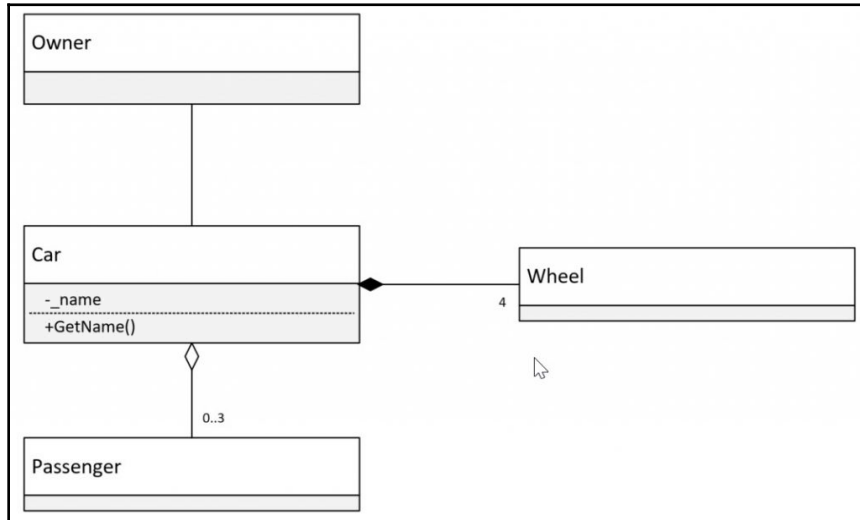 Owner
Car
-_name
+GetName()
Wheel
4
0..3
Passenger